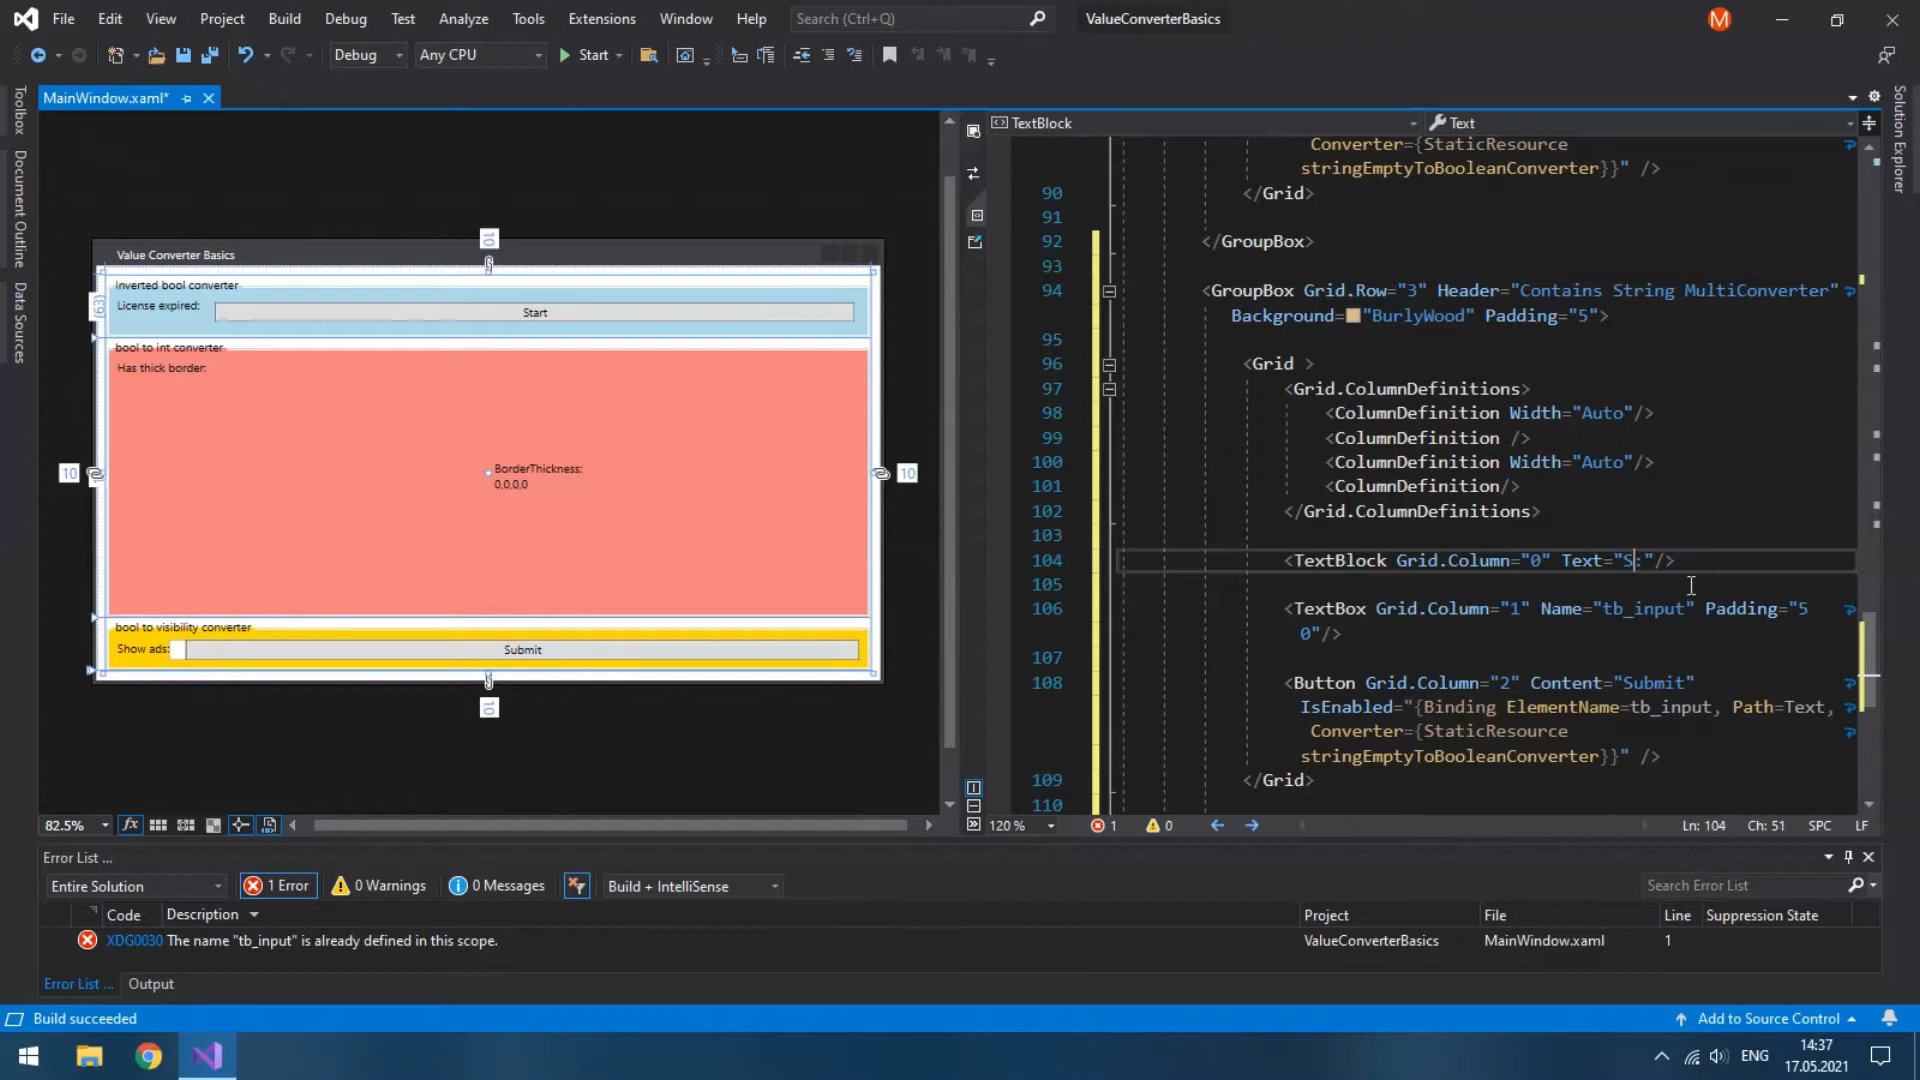 File Edit View Project Build Debug Test Analyze Tools Extensions Window Help Search (Ctrl+Q) ValueConverterBasics M
Debug Any CPU Start
Toolbox
Document Outline
Data Sources
Solution Explorer
MainWindow.xaml*
TextBlock Text
Value Converter Basics
10
(63)
Inverted bool converter
License expired: Start
bool to int converter
Has thick border:
BorderThickness:
0,0,0,0
10 10
bool to visibility converter
Show ads: Submit
10
Converter={StaticResource
stringEmptyToBooleanConverter}}" />
90 </Grid>
91
92 </GroupBox>
93
94 <GroupBox Grid.Row="3" Header="Contains String MultiConverter"
Background="BurlyWood" Padding="5">
95
96 <Grid >
97 <Grid.ColumnDefinitions>
98 <ColumnDefinition Width="Auto"/>
99 <ColumnDefinition />
100 <ColumnDefinition Width="Auto"/>
101 <ColumnDefinition/>
102 </Grid.ColumnDefinitions>
103
104 <TextBlock Grid.Column="0" Text="S:"/>
105
106 <TextBox Grid.Column="1" Name="tb_input" Padding="5
0"/>
107
108 <Button Grid.Column="2" Content="Submit"
IsEnabled="{Binding ElementName=tb_input, Path=Text,
Converter={StaticResource
stringEmptyToBooleanConverter}}" />
109 </Grid>
110
82.5% fx 120 % 1 0 Ln: 104 Ch: 51 SPC LF
Error List ...
Entire Solution 1 Error 0 Warnings 0 Messages Build + IntelliSense Search Error List
Code Description Project File Line Suppression State
XDG0030 The name "tb_input" is already defined in this scope. ValueConverterBasics MainWindow.xaml 1
Error List ... Output
Build succeeded Add to Source Control
ENG 14:37
17.05.2021